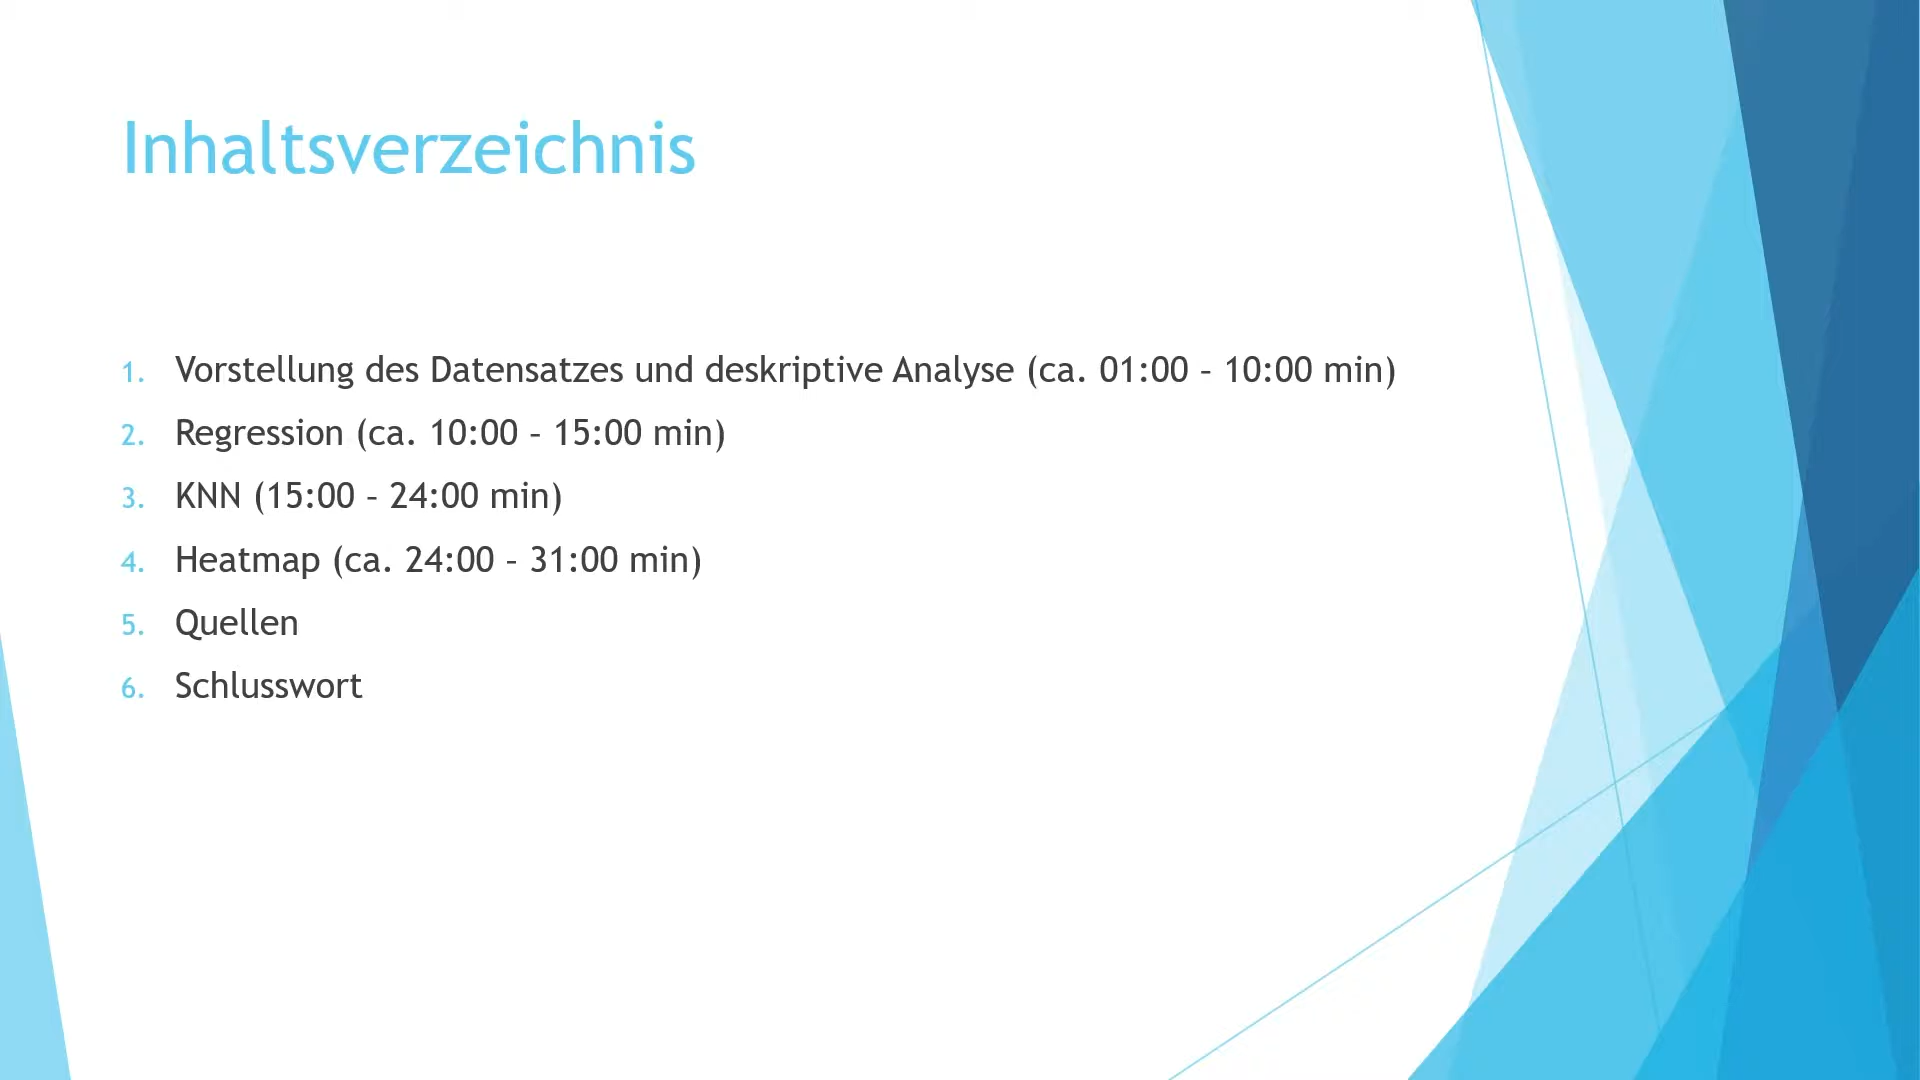 Inhaltsverzeichnis
1. Vorstellung des Datensatzes und deskriptive Analyse (ca. 01:00 – 10:00 min)
2. Regression (ca. 10:00 – 15:00 min)
3. KNN (15:00 – 24:00 min)
4. Heatmap (ca. 24:00 – 31:00 min)
5. Quellen
6. Schlusswort